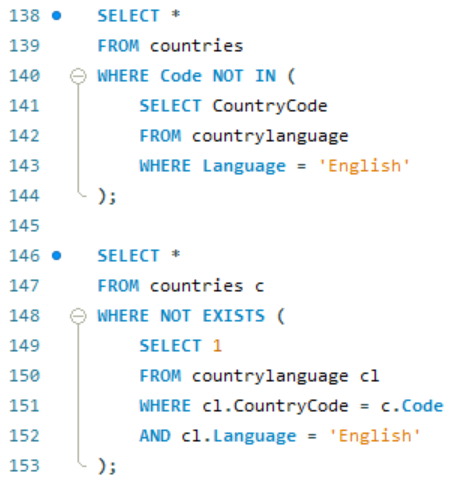 138 SELECT *
139 FROM countries
140 WHERE Code NOT IN (
141 SELECT CountryCode
142 FROM countrylanguage
143 WHERE Language = 'English'
144 );
145
146 SELECT *
147 FROM countries c
148 WHERE NOT EXISTS (
149 SELECT 1
150 FROM countrylanguage cl
151 WHERE cl.CountryCode = c.Code
152 AND cl.Language = 'English'
153 );